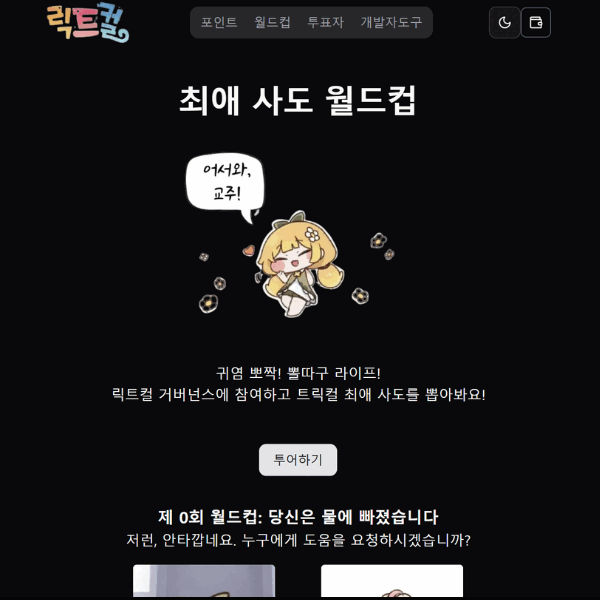 릭트컬
포인트 월드컵 투표자 개발자도구
최애 사도 월드컵
어서와,
교주!
귀염 뽀짝! 뽈따구 라이프!
릭트컬 거버넌스에 참여하고 트릭컬 최애 사도를 뽑아봐요!
투어하기
제 0회 월드컵: 당신은 물에 빠졌습니다
저런, 안타깝네요. 누구에게 도움을 요청하시겠습니까?